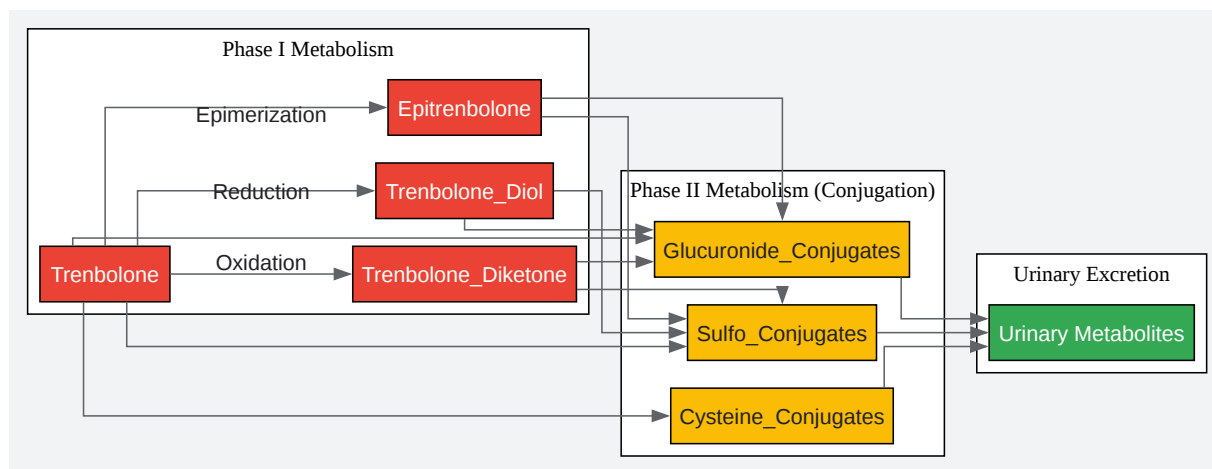 Phase I Metabolism
Epimerization
Epitrenbolone
Reduction
Trenbolone_Diol
Trenbolone
Oxidation
Trenbolone_Diketone
Phase II Metabolism (Conjugation)
Glucuronide_Conjugates
Sulfo_Conjugates
Cysteine_Conjugates
Urinary Excretion
Urinary Metabolites